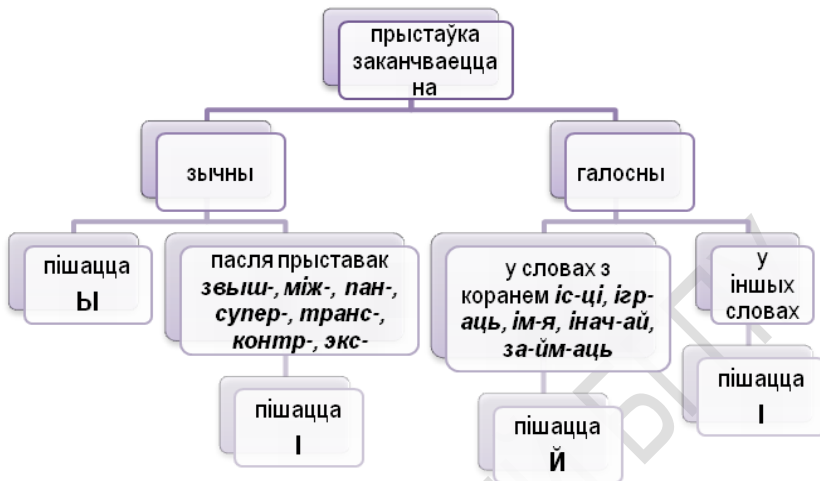 прыстаўка
заканчваецца
на
зычны
галосны
пішацца
Ы
пасля прыставак
звыш-, між-, пан-,
супер-, транс-,
контр-, экс-
у словах з
коранем іс-ці, ігр-
аць, ім-я, інач-ай,
за-йм-аць
у
іншых
словах
пішацца
І
пішацца
Й
пішацца
І